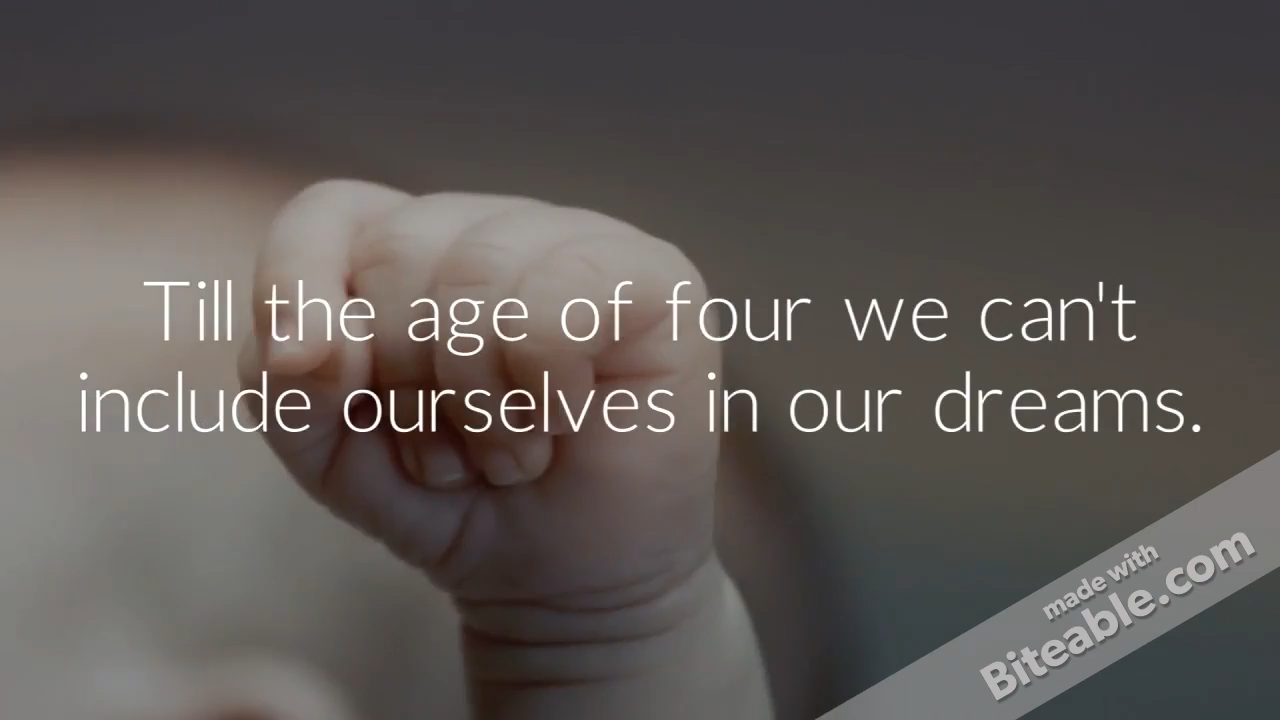 Till the age of four we can't
include ourselves in our dreams.
made with
Biteable.com